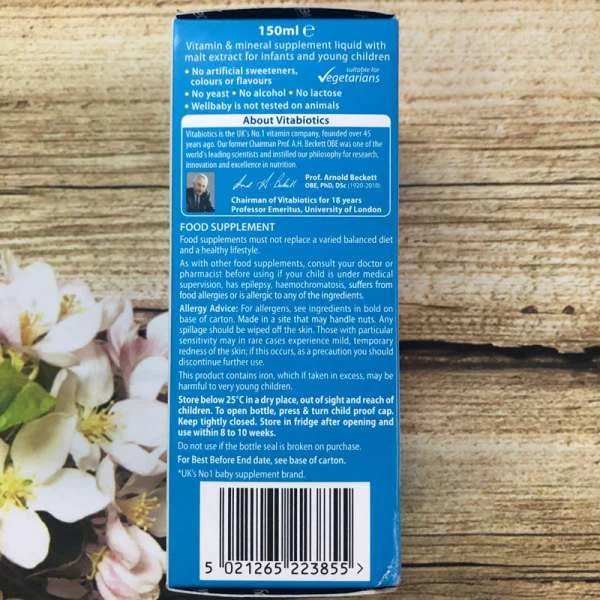 150ml ℮
Vitamin & mineral supplement liquid with
malt extract for infants and young children
• No artificial sweeteners,
colours or flavours
suitable for
Vegetarians
• No yeast • No alcohol • No lactose
• Wellbaby is not tested on animals
About Vitabiotics
Vitabiotics is the UK's No.1 vitamin company, founded over 45
years ago. Our former Chairman Prof. A.H. Beckett OBE was one of the
world's leading scientists and instilled our philosophy for research,
innovation and excellence in nutrition.
Prof. Arnold Beckett
OBE, PhD, DSc (1920-2010)
Chairman of Vitabiotics for 18 years
Professor Emeritus, University of London
FOOD SUPPLEMENT
Food supplements must not replace a varied balanced diet
and a healthy lifestyle.
As with other food supplements, consult your doctor or
pharmacist before using if your child is under medical
supervision, has epilepsy, haemochromatosis, suffers from
food allergies or is allergic to any of the ingredients.
Allergy Advice: For allergens, see ingredients in bold on
base of carton. Made in a site that may handle nuts. Any
spillage should be wiped off the skin. Those with particular
sensitivity may in rare cases experience mild, temporary
redness of the skin; if this occurs, as a precaution you should
discontinue further use.
This product contains iron, which if taken in excess, may be
harmful to very young children.
Store below 25°C in a dry place, out of sight and reach of
children. To open bottle, press & turn child proof cap.
Keep tightly closed. Store in fridge after opening and
use within 8 to 10 weeks.
Do not use if the bottle seal is broken on purchase.
For Best Before End date, see base of carton.
*UK's No1 baby supplement brand.
5 021265 223855 >